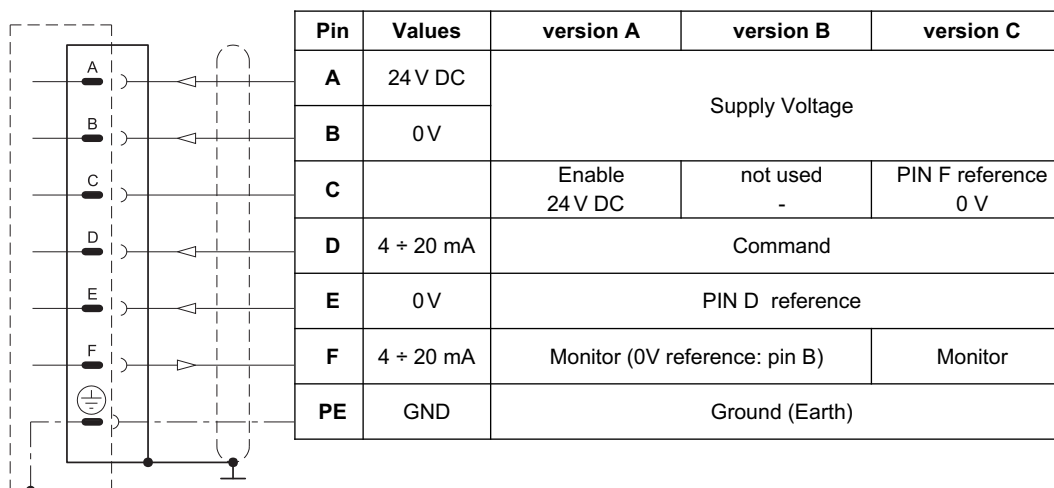 Pin Values version A version B version C
A
A 24 V DC
Supply Voltage
B
B 0 V
C
C Enable not used PIN F reference
24 V DC - 0 V
D
D 4 ÷ 20 mA Command
E
E 0 V PIN D reference
F
F 4 ÷ 20 mA Monitor (0V reference: pin B) Monitor
PE GND Ground (Earth)